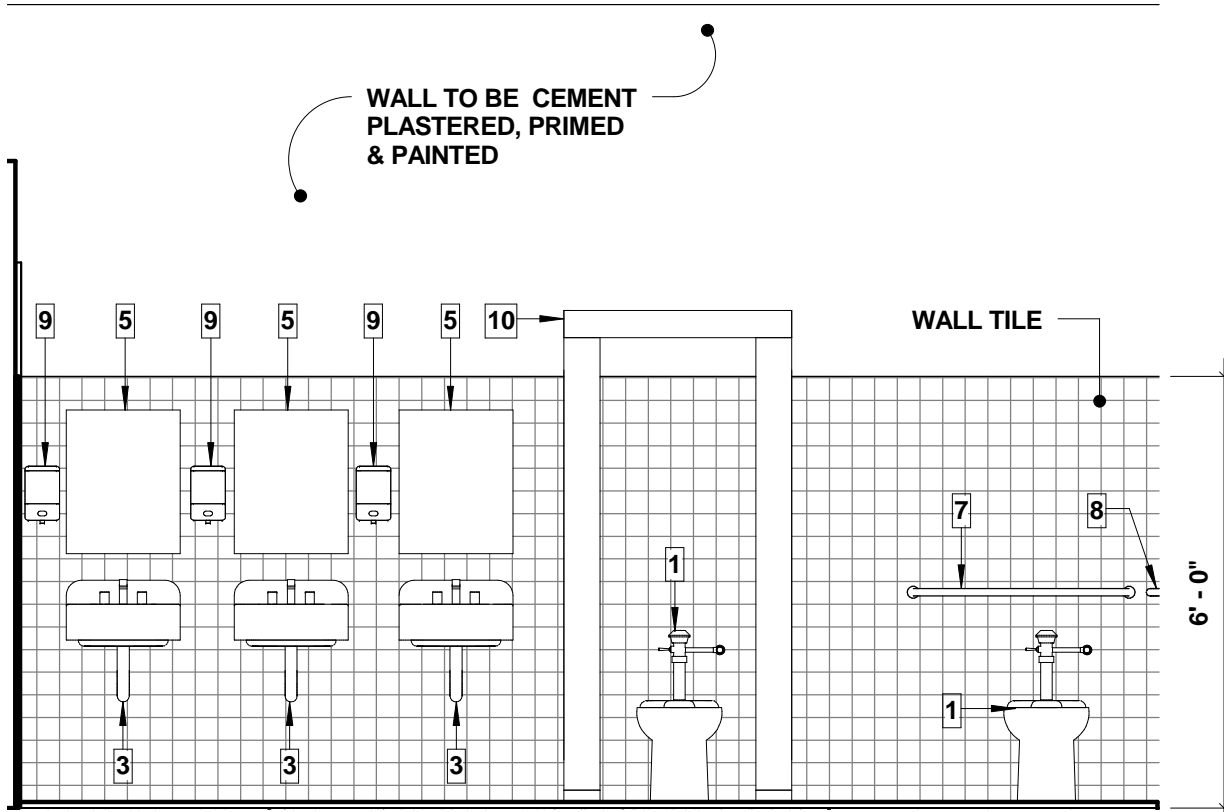 WALL TO BE CEMENT
PLASTERED, PRIMED
& PAINTED
9
5
9
5
9
5
10
WALL TILE
7
8
1
6' - 0"
1
3
3
3